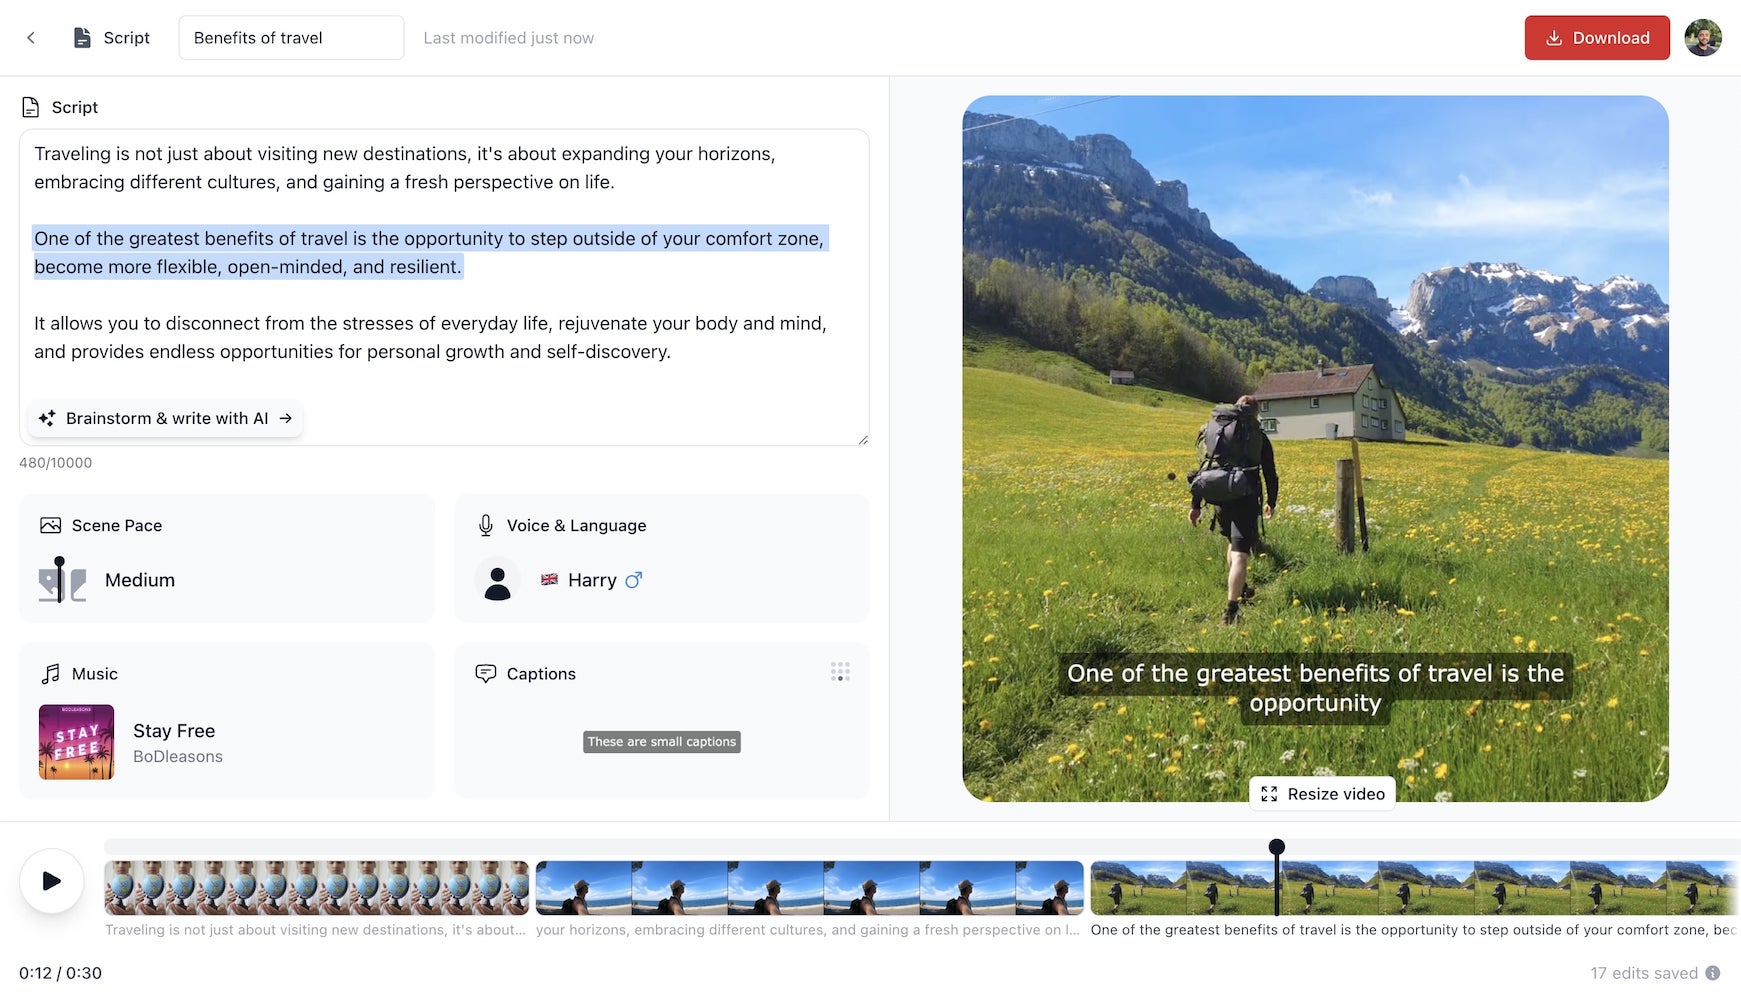 Script
Benefits of travel
Last modified just now
Download
Script
Traveling is not just about visiting new destinations, it's about expanding your horizons,
embracing different cultures, and gaining a fresh perspective on life.
One of the greatest benefits of travel is the opportunity to step outside of your comfort zone,
become more flexible, open-minded, and resilient.
It allows you to disconnect from the stresses of everyday life, rejuvenate your body and mind,
and provides endless opportunities for personal growth and self-discovery.
Brainstorm & write with AI →
480/10000
Scene Pace
Medium
Voice & Language
Harry
Music
BODLEASONS
STAY
FREE
Stay Free
BoDleasons
Captions
These are small captions
One of the greatest benefits of travel is the
opportunity
Resize video
Traveling is not just about visiting new destinations, it's about...
your horizons, embracing different cultures, and gaining a fresh perspective on l...
One of the greatest benefits of travel is the opportunity to step outside of your comfort zone, bec
0:12 / 0:30
17 edits saved